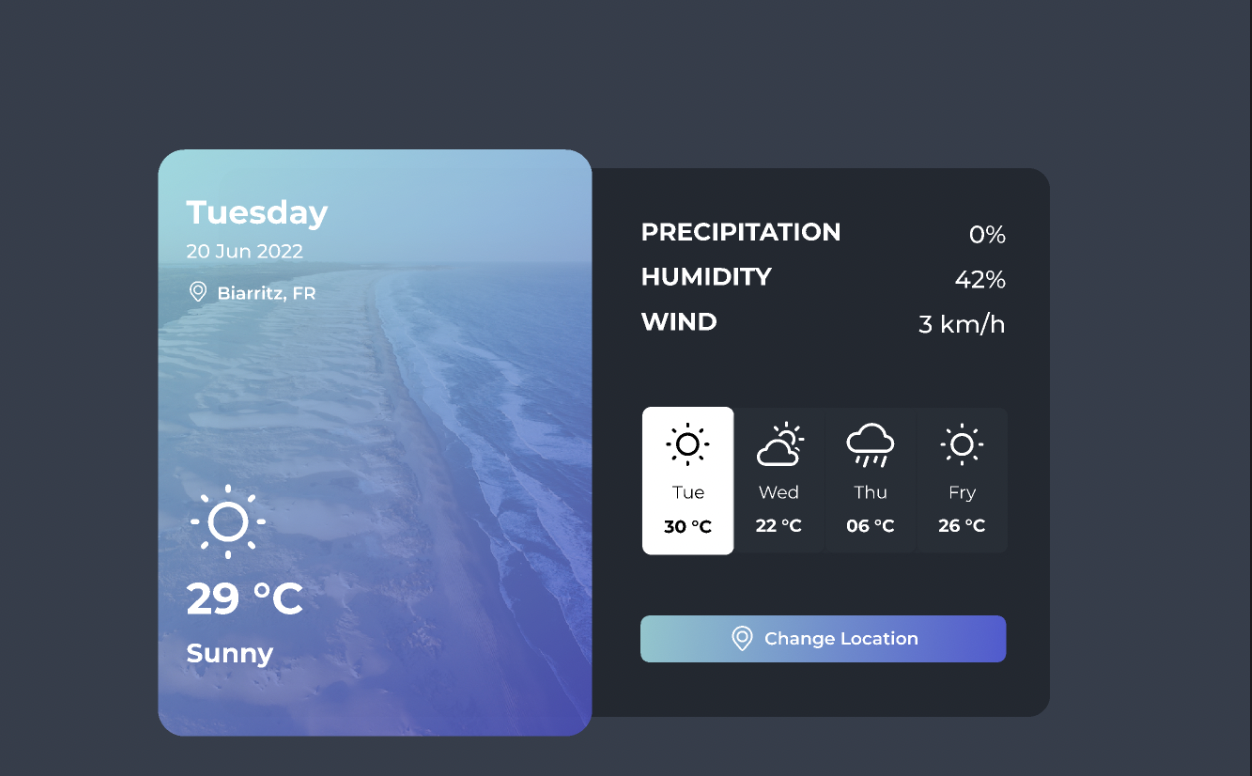 Tuesday
20 Jun 2022
Biarritz, FR
29 °C
Sunny
PRECIPITATION 0%
HUMIDITY 42%
WIND 3 km/h
Tue Wed Thu Fry
30 °C 22 °C 06 °C 26 °C
Change Location